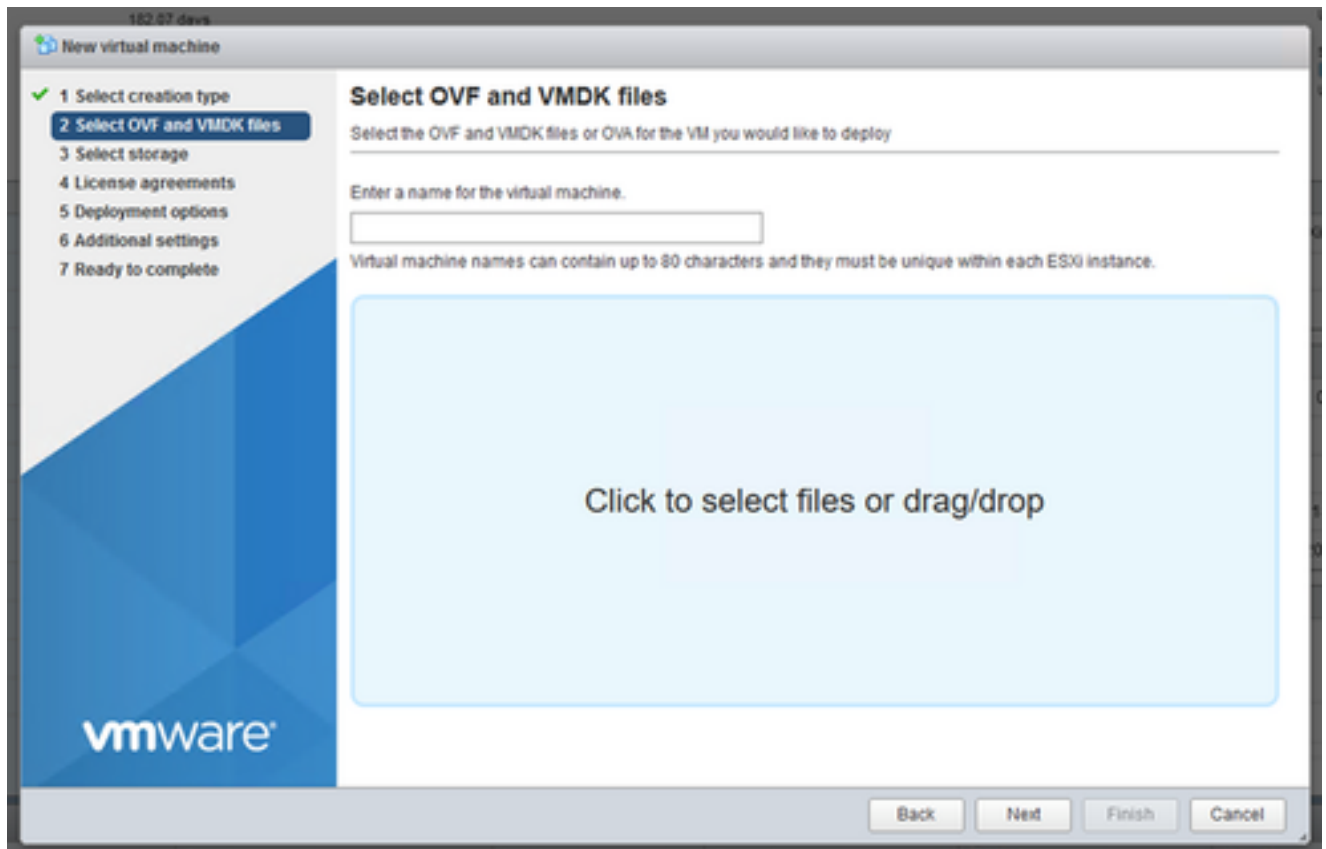 182.07 days
New virtual machine
1 Select creation type
2 Select OVF and VMDK files
3 Select storage
4 License agreements
5 Deployment options
6 Additional settings
7 Ready to complete
Select OVF and VMDK files
Select the OVF and VMDK files or OVA for the VM you would like to deploy
Enter a name for the virtual machine.
Virtual machine names can contain up to 80 characters and they must be unique within each ESXi instance.
Click to select files or drag/drop
vmware®
Back
Next
Finish
Cancel